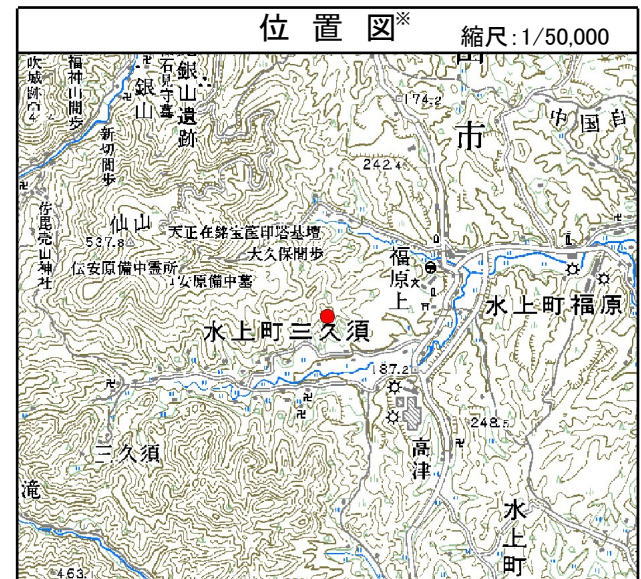 位置図※
縮尺：1/50,000
吹城跡
福神山間歩
石見寺墓
銀山
銀山遺跡
新切間歩
山
市
174.2
中国自
242.4
佐毘売山神社
仙山
537.8
天正在銘宝篋印塔基壇
大久保間歩
伝安原備中霊所
安原備中墓
福原上
水上町福原
水上町三久須
187.2
248.5
高津
三久須
滝
水上町
463